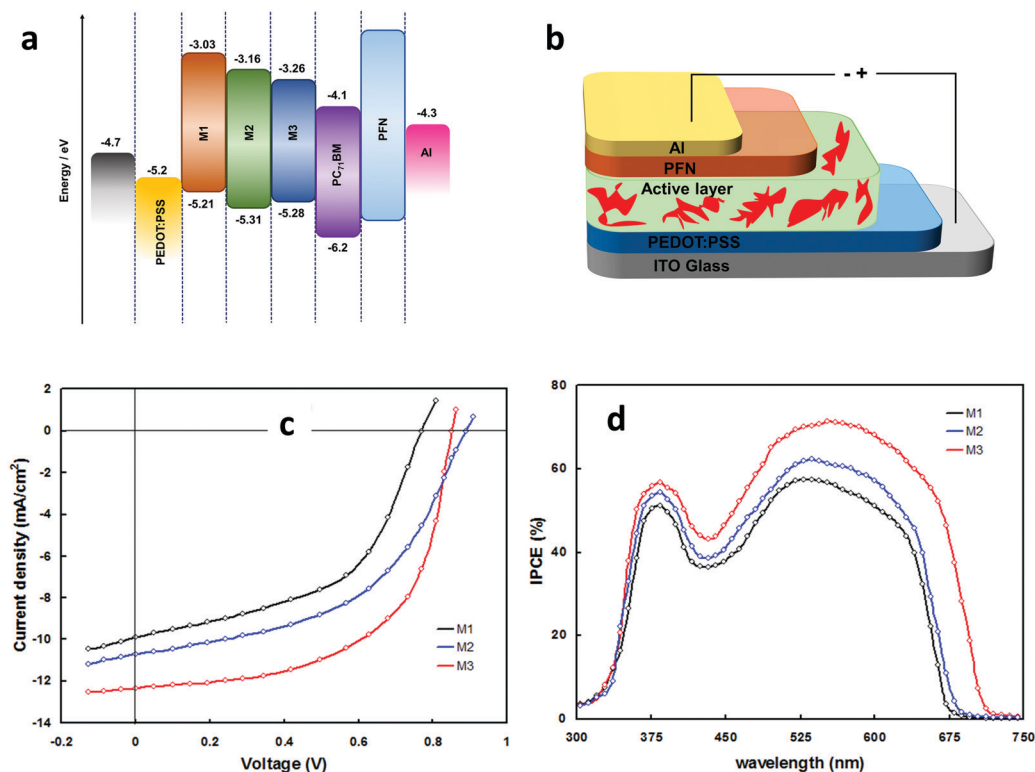 a
Energy / eV
-4.7
-5.2
PEDOT:PSS
-3.03
M1
-5.21
-3.16
M2
-5.31
-3.26
M3
-5.28
-4.1
PC₇₁BM
-6.2
PFN
-4.3
Al
b
- +
Al
PFN
Active layer
PEDOT:PSS
ITO Glass
c
Current density (mA/cm²)
2
0
-2
-4
-6
-8
-10
-12
-14
-0.2
0
0.2
0.4
0.6
0.8
1
Voltage (V)
M1
M2
M3
d
IPCE (%)
80
60
40
20
0
300
375
450
525
600
675
750
wavelength (nm)
M1
M2
M3